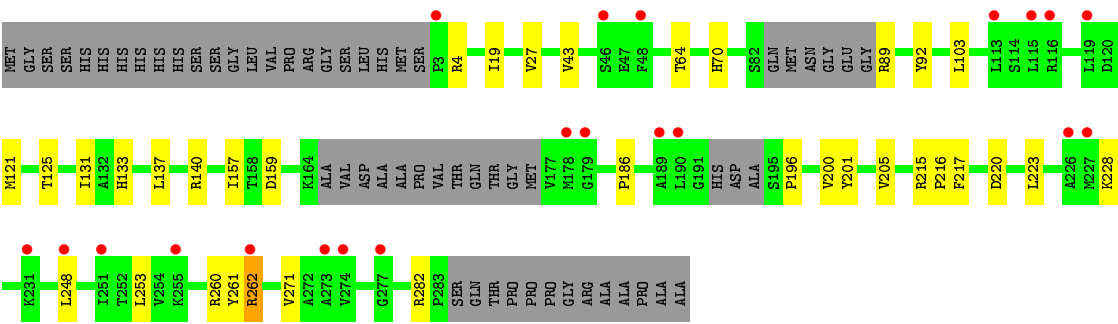 MET GLY SER SER HIS HIS HIS HIS HIS HIS SER SER GLY LEU VAL PRO ARG GLY SER LEU HIS MET SER P3 R4 I19 V27 V43 S46 E47 F48 T64 H70 S82 GLN MET ASN GLY GLU GLY R89 Y92 L103 L113 S114 L115 R116 L119 D120
M121 T125 I131 A132 H133 L137 R140 I157 T158 D159 K164 ALA VAL ASP ALA ALA PRO VAL THR GLN THR GLY MET V177 M178 G179 P186 A189 L190 G191 HIS ASP ALA S195 P196 V200 Y201 V205 R215 P216 F217 D220 L223 A226 M227 K228
K231 L248 I251 T252 L253 V254 K255 R260 Y261 R262 V271 A272 A273 V274 G277 R282 P283 SER GLN THR PRO PRO PRO GLY ARG ALA ALA PRO ALA ALA